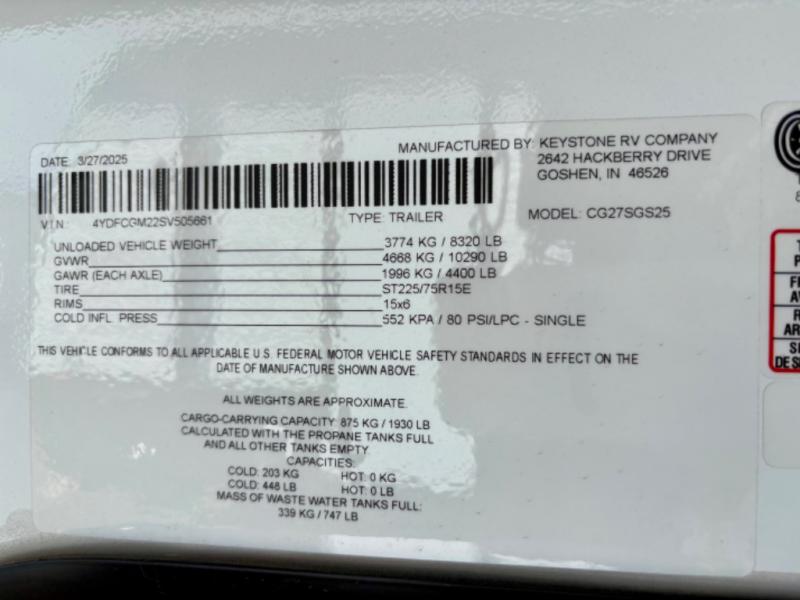 DATE: 3/27/2025
MANUFACTURED BY: KEYSTONE RV COMPANY
2642 HACKBERRY DRIVE
GOSHEN, IN 46526
V.I.N.: 4YDFCGM22SV505661
TYPE: TRAILER
MODEL: CG27SGS25
UNLOADED VEHICLE WEIGHT 3774 KG / 8320 LB
GVWR 4668 KG / 10290 LB
GAWR (EACH AXLE) 1996 KG / 4400 LB
TIRE ST225/75R15E
RIMS 15x6
COLD INFL. PRESS 552 KPA / 80 PSI/LPC - SINGLE
THIS VEHICLE CONFORMS TO ALL APPLICABLE U.S. FEDERAL MOTOR VEHICLE SAFETY STANDARDS IN EFFECT ON THE
DATE OF MANUFACTURE SHOWN ABOVE.
ALL WEIGHTS ARE APPROXIMATE.
CARGO-CARRYING CAPACITY: 875 KG / 1930 LB
CALCULATED WITH THE PROPANE TANKS FULL
AND ALL OTHER TANKS EMPTY.
CAPACITIES:
COLD: 203 KG HOT: 0 KG
COLD: 448 LB HOT: 0 LB
MASS OF WASTE WATER TANKS FULL:
339 KG / 747 LB